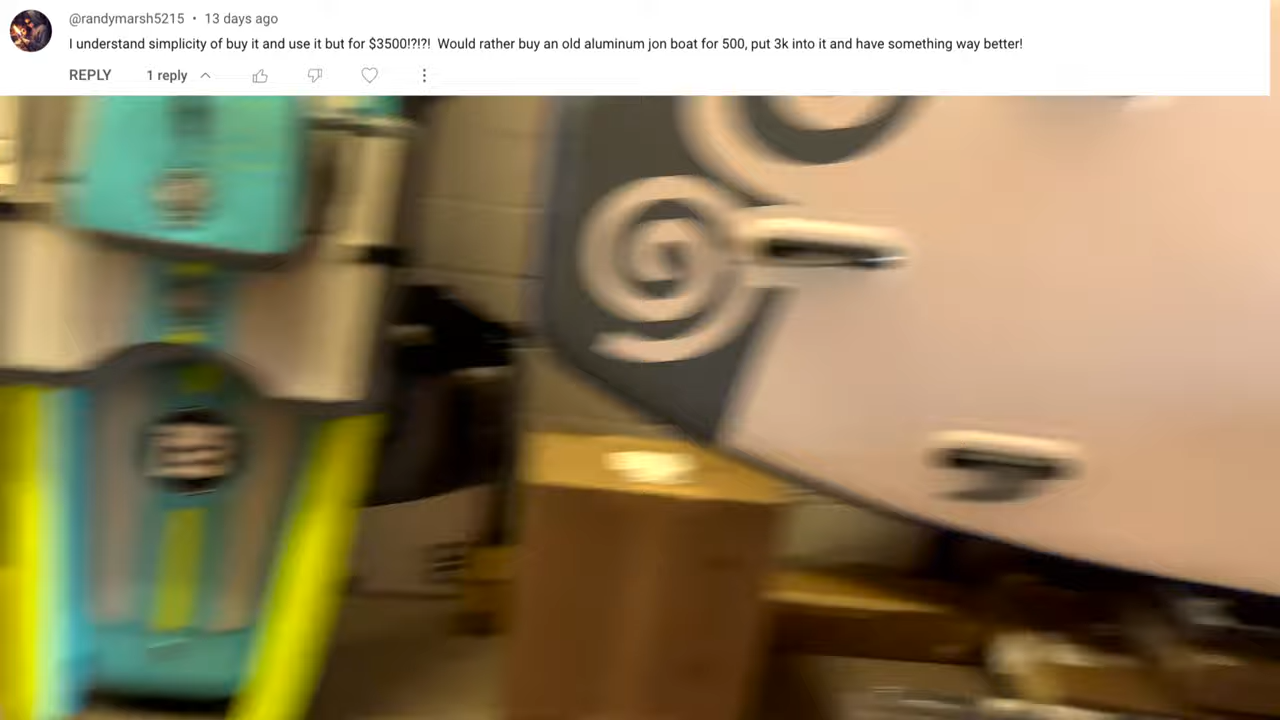 @randymarsh5215 • 13 days ago
I understand simplicity of buy it and use it but for $3500!?!?! Would rather buy an old aluminum jon boat for 500, put 3k into it and have something way better!
REPLY 1 reply